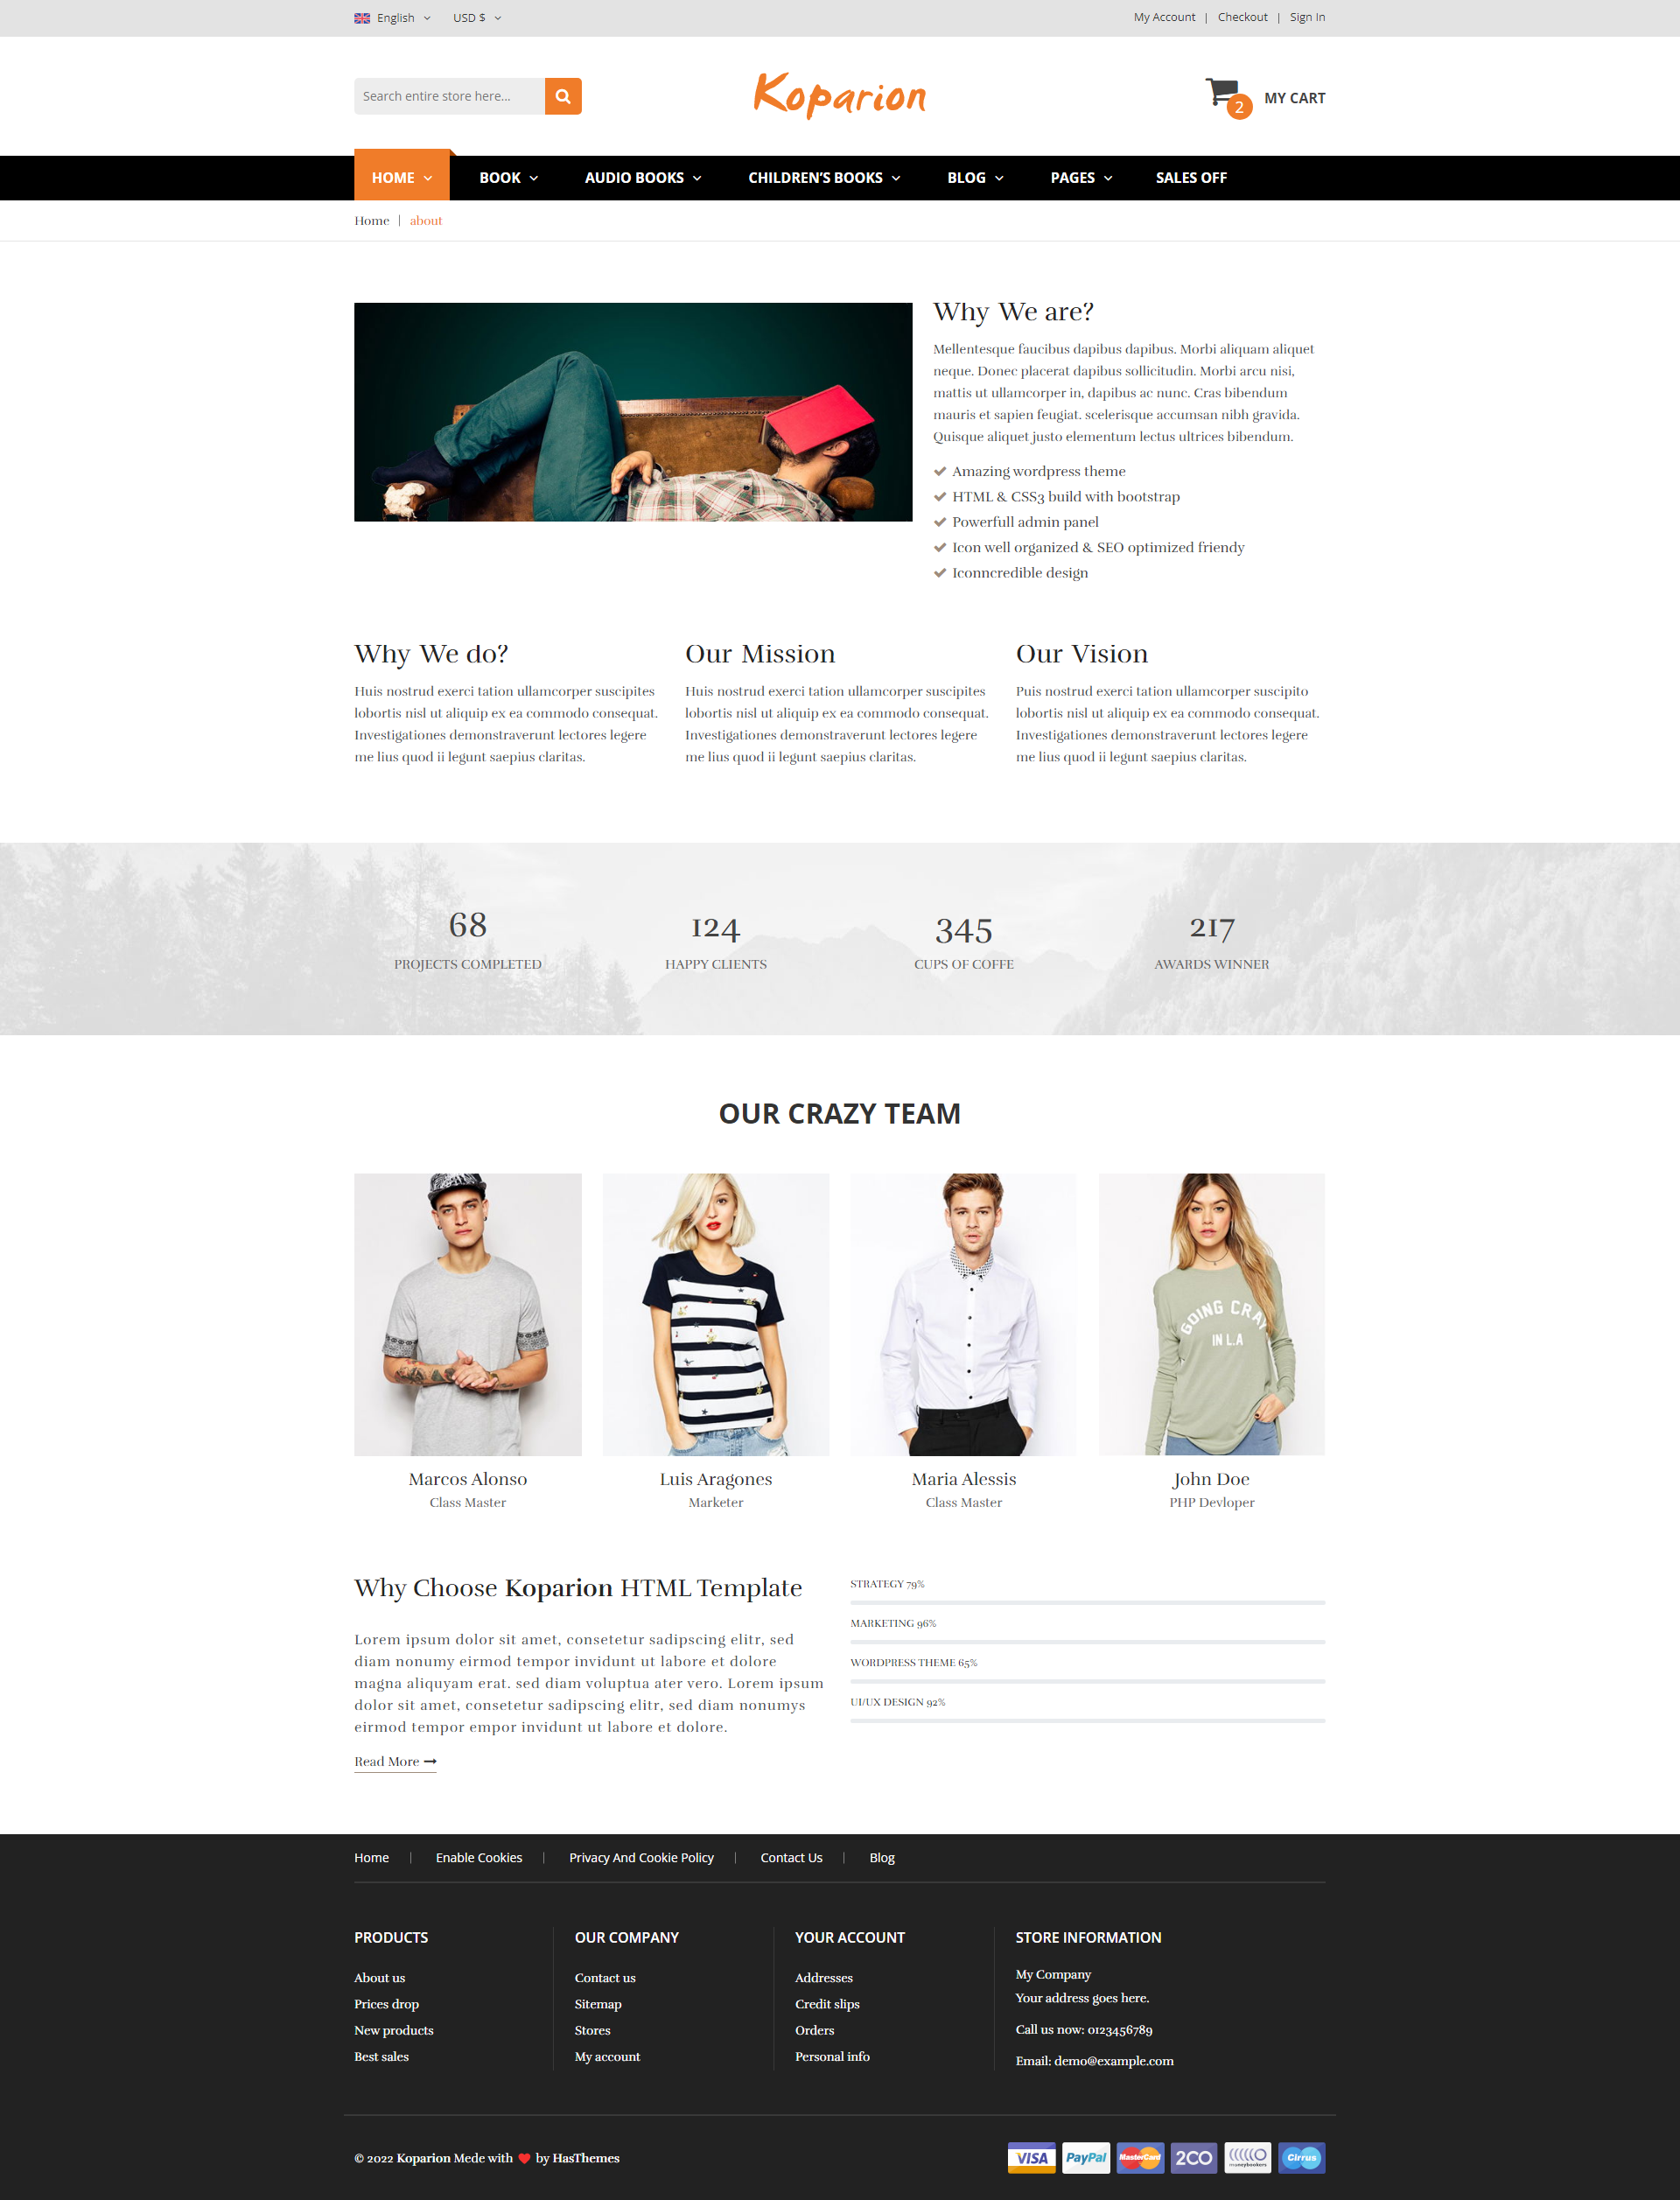 English USD $ My Account | Checkout | Sign In
Search entire store here...
Koparion
2 MY CART
HOME BOOK AUDIO BOOKS CHILDREN'S BOOKS BLOG PAGES SALES OFF
Home | about
Why We are?
Mellentesque faucibus dapibus dapibus. Morbi aliquam aliquet
neque. Donec placerat dapibus sollicitudin. Morbi arcu nisi,
mattis ut ullamcorper in, dapibus ac nunc. Cras bibendum
mauris et sapien feugiat. scelerisque accumsan nibh gravida.
Quisque aliquet justo elementum lectus ultrices bibendum.
Amazing wordpress theme
HTML & CSS3 build with bootstrap
Powerfull admin panel
Icon well organized & SEO optimized friendy
Iconncredible design
Why We do?
Huis nostrud exerci tation ullamcorper suscipites
lobortis nisl ut aliquip ex ea commodo consequat.
Investigationes demonstraverunt lectores legere
me lius quod ii legunt saepius claritas.
Our Mission
Huis nostrud exerci tation ullamcorper suscipites
lobortis nisl ut aliquip ex ea commodo consequat.
Investigationes demonstraverunt lectores legere
me lius quod ii legunt saepius claritas.
Our Vision
Puis nostrud exerci tation ullamcorper suscipito
lobortis nisl ut aliquip ex ea commodo consequat.
Investigationes demonstraverunt lectores legere
me lius quod ii legunt saepius claritas.
68
PROJECTS COMPLETED
124
HAPPY CLIENTS
345
CUPS OF COFFE
217
AWARDS WINNER
OUR CRAZY TEAM
GOING CRAY
IN L.A
Marcos Alonso
Class Master
Luis Aragones
Marketer
Maria Alessis
Class Master
John Doe
PHP Devloper
Why Choose Koparion HTML Template
Lorem ipsum dolor sit amet, consetetur sadipscing elitr, sed
diam nonumy eirmod tempor invidunt ut labore et dolore
magna aliquyam erat. sed diam voluptua ater vero. Lorem ipsum
dolor sit amet, consetetur sadipscing elitr, sed diam nonumys
eirmod tempor empor invidunt ut labore et dolore.
Read More
STRATEGY 79%
MARKETING 96%
WORDPRESS THEME 65%
UI/UX DESIGN 92%
Home | Enable Cookies | Privacy And Cookie Policy | Contact Us | Blog
PRODUCTS
About us
Prices drop
New products
Best sales
OUR COMPANY
Contact us
Sitemap
Stores
My account
YOUR ACCOUNT
Addresses
Credit slips
Orders
Personal info
STORE INFORMATION
My Company
Your address goes here.
Call us now: 0123456789
Email: demo@example.com
© 2022 Koparion Mede with ❤ by HasThemes
VISA PayPal MasterCard 2CO moneybookers Cirrus